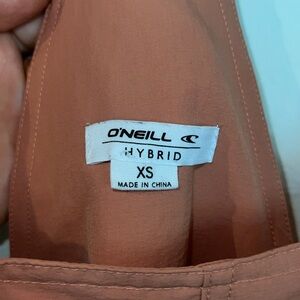 O'NEILL
HYBRID
XS
MADE IN CHINA